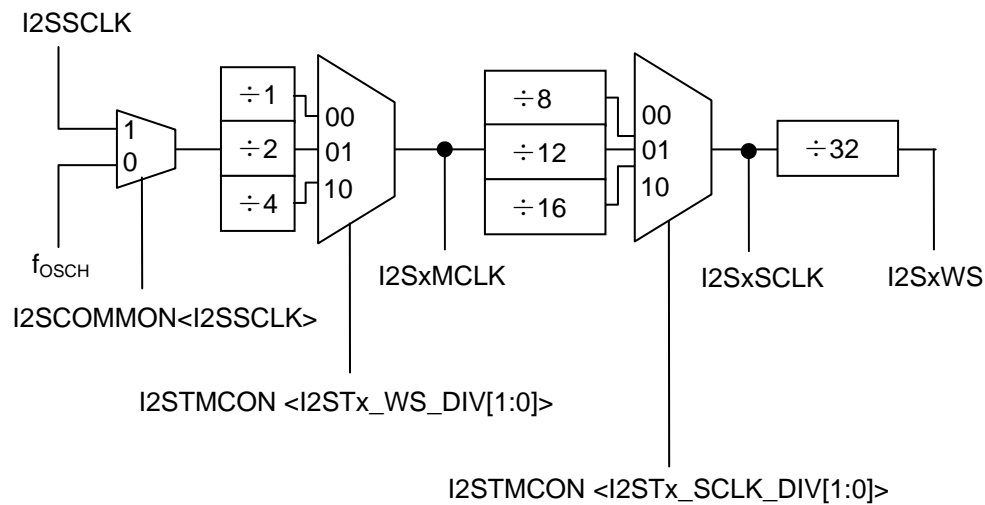 I2SSCLK
÷1
÷8
00
00
1
÷2
01
÷12
01
÷32
0
10
10
÷4
÷16
fOSCH
I2SxMCLK
I2SxSCLK
I2SxWS
I2SCOMMON<I2SSCLK>
I2STMCON <I2STx_WS_DIV[1:0]>
I2STMCON <I2STx_SCLK_DIV[1:0]>